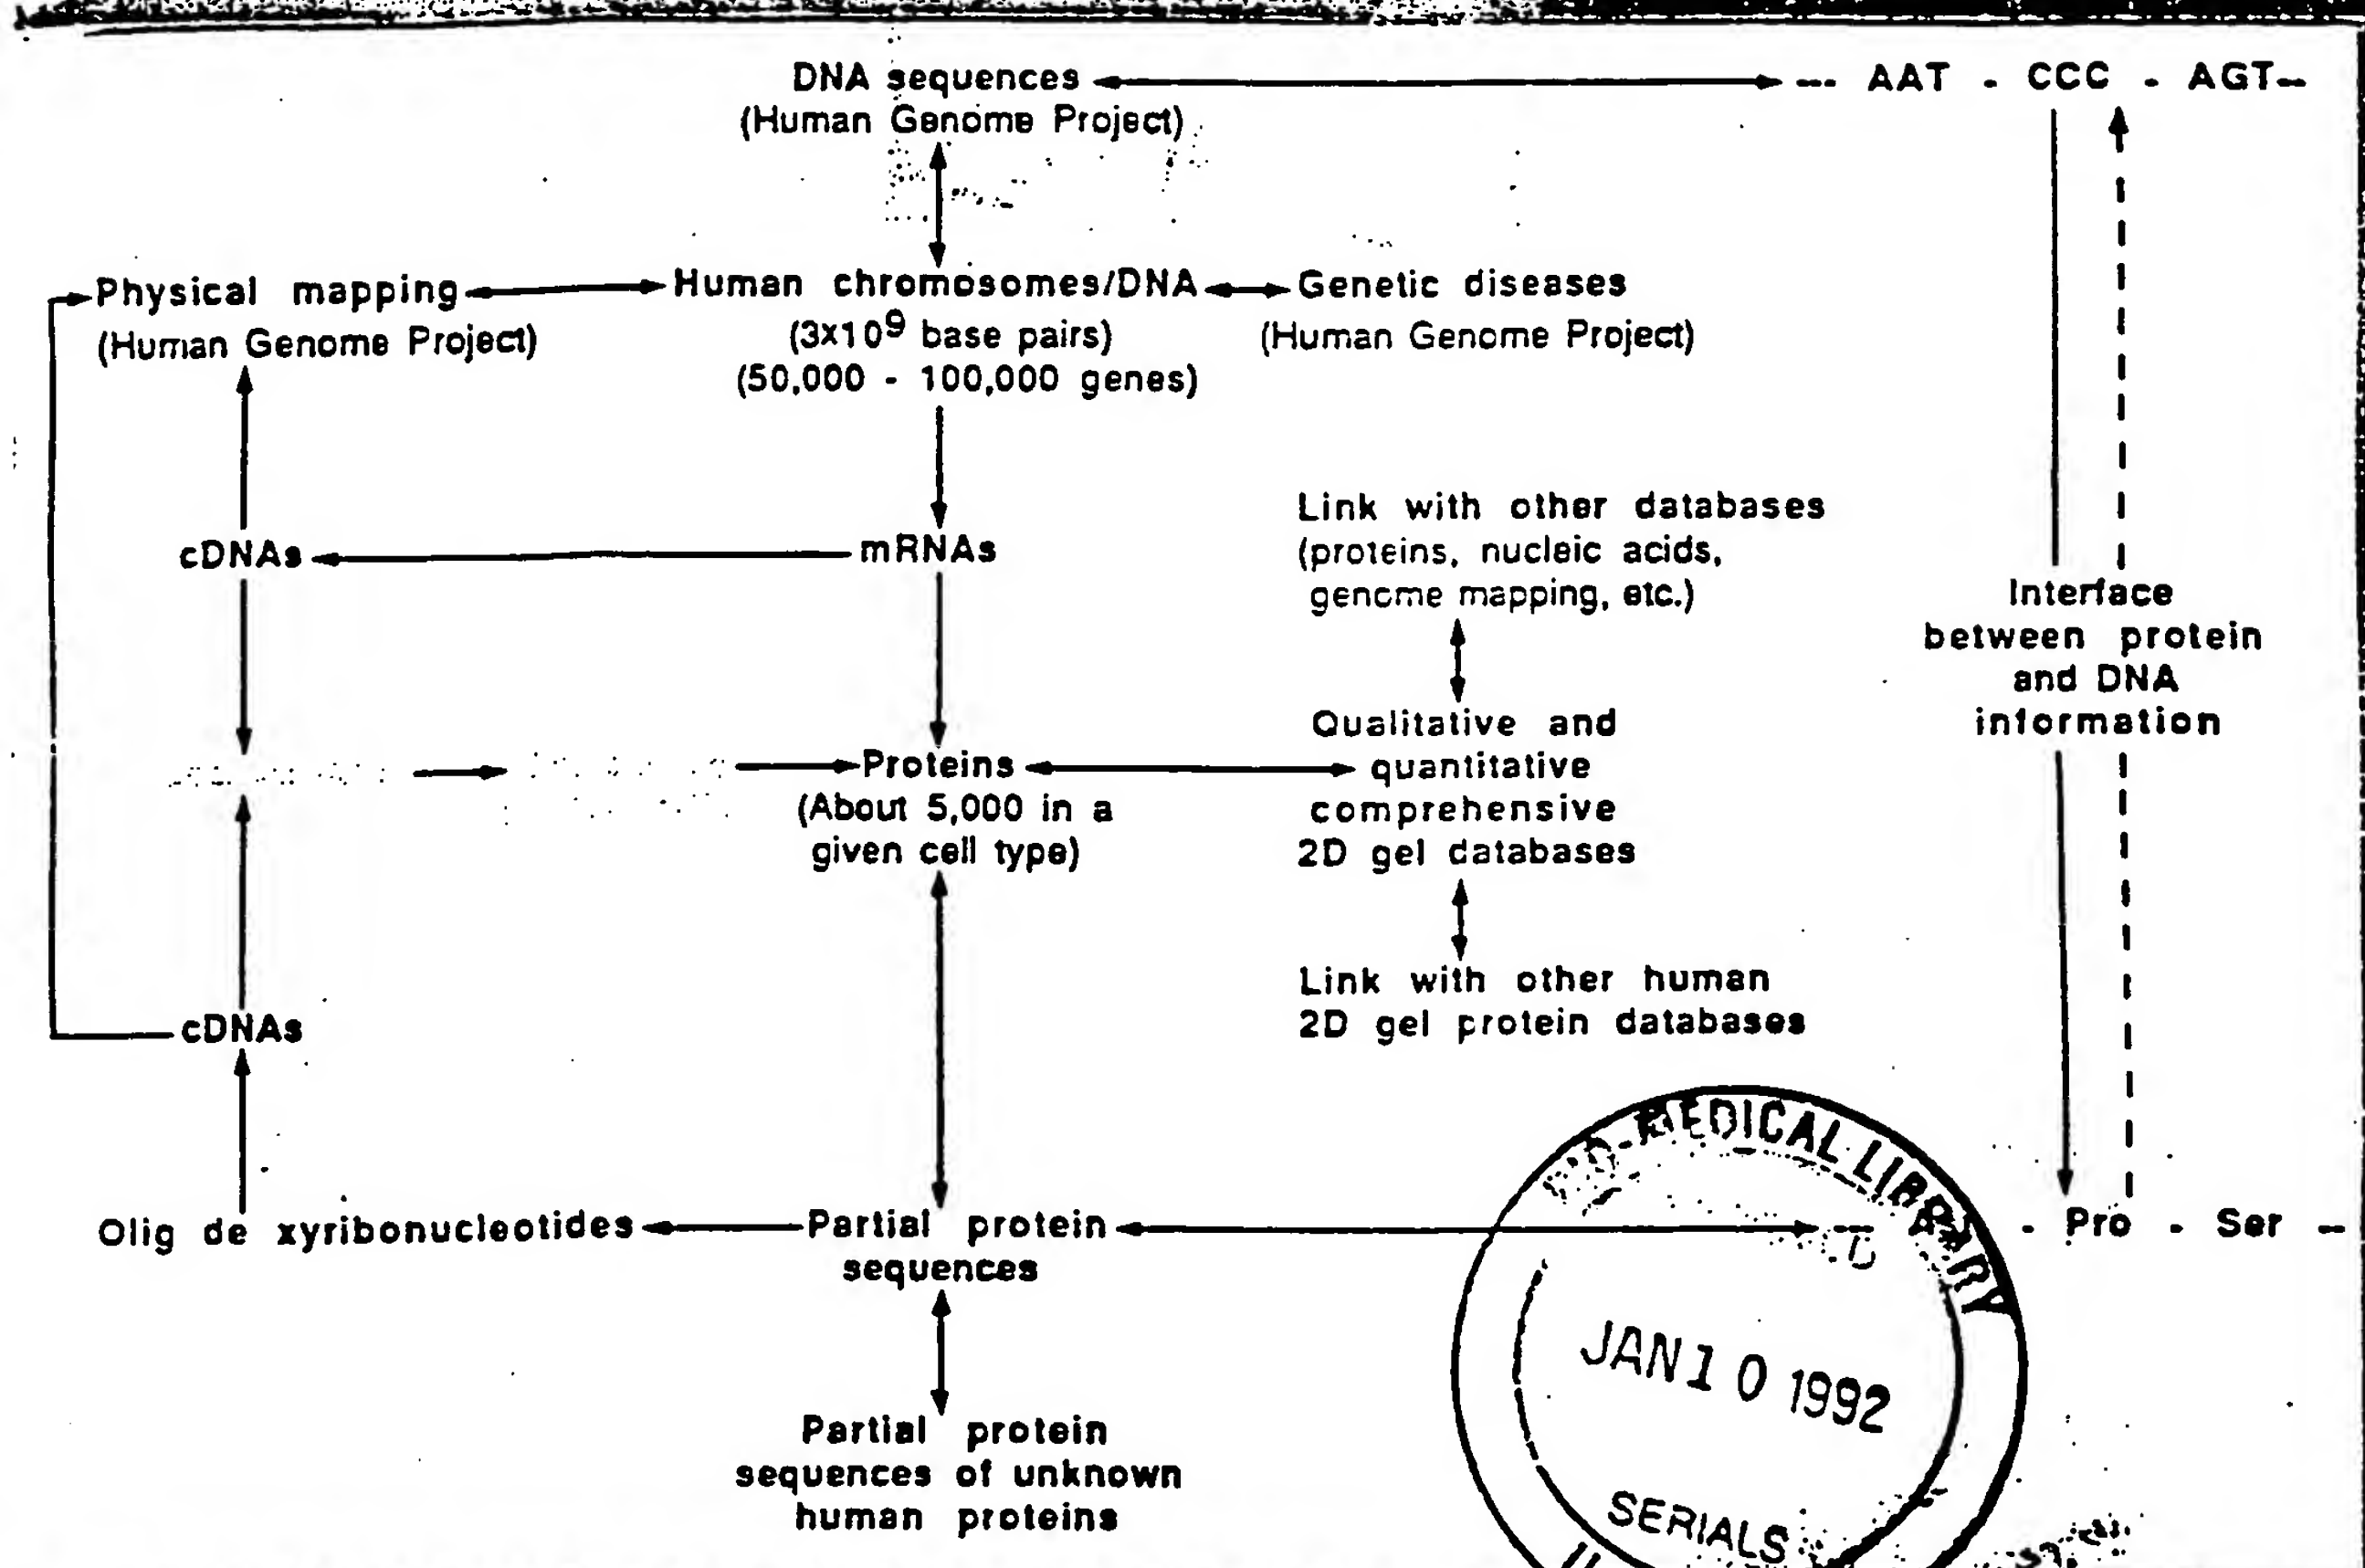 DNA sequences --- AAT - CCC - AGT--
(Human Genome Project)
Physical mapping Human chromosomes/DNA Genetic diseases
(Human Genome Project) (3x10⁹ base pairs) (Human Genome Project)
(50,000 - 100,000 genes)
cDNAs mRNAs
Link with other databases
(proteins, nucleic acids,
genome mapping, etc.)
Interface
between protein
and DNA
information
Proteins
(About 5,000 in a
given cell type)
Qualitative and
quantitative
comprehensive
2D gel databases
Link with other human
2D gel protein databases
cDNAs
Olig de xyribonucleotides Partial protein
sequences
- Pro - Ser --
Partial protein
sequences of unknown
human proteins
MEDICAL LIBRARY
JAN 10 1992
SERIALS